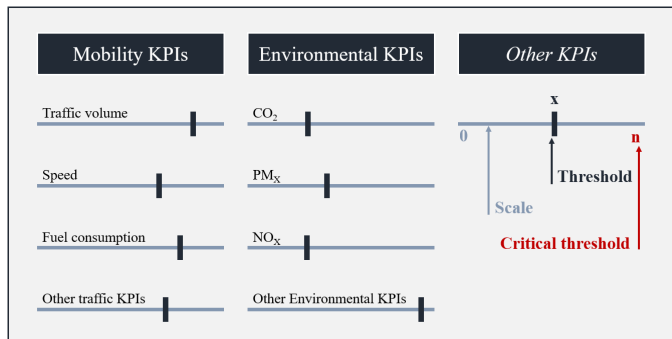 Mobility KPIs
Traffic volume
Speed
Fuel consumption
Other traffic KPIs
Environmental KPIs
CO₂
PMₓ
NOₓ
Other Environmental KPIs
Other KPIs
x
0
n
Threshold
Scale
Critical threshold